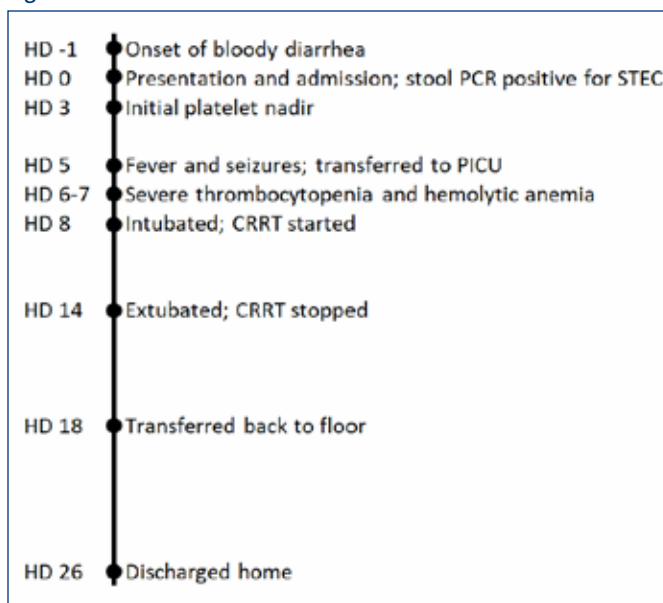 HD -1 Onset of bloody diarrhea
HD 0 Presentation and admission; stool PCR positive for STEC
HD 3 Initial platelet nadir
HD 5 Fever and seizures; transferred to PICU
HD 6-7 Severe thrombocytopenia and hemolytic anemia
HD 8 Intubated; CRRT started
HD 14 Extubated; CRRT stopped
HD 18 Transferred back to floor
HD 26 Discharged home